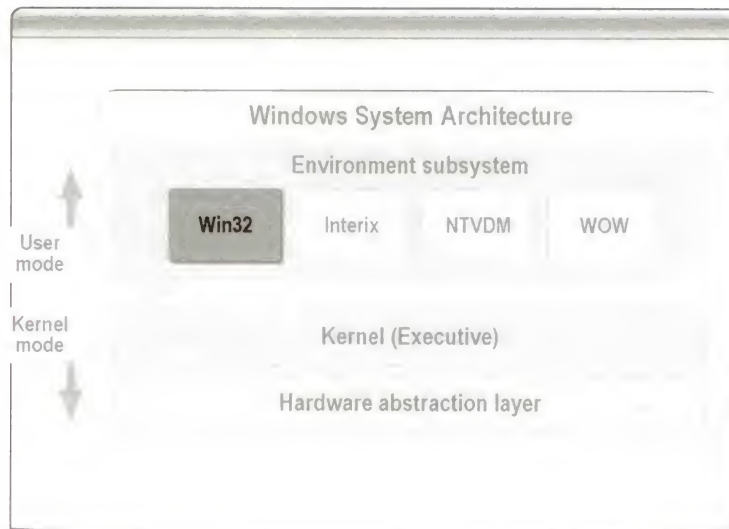 Windows System Architecture
Environment subsystem
Win32
Interix
NTVDM
WOW
User
mode
Kernel
mode
Kernel (Executive)
Hardware abstraction layer